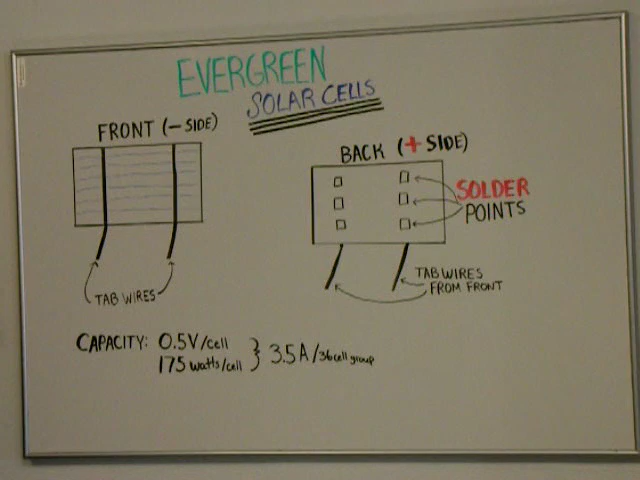 EVERGREEN
SOLAR CELLS
FRONT (- SIDE)
TAB WIRES
BACK (+ SIDE)
SOLDER
POINTS
TAB WIRES
FROM FRONT
CAPACITY: 0.5V/cell
175 watts/cell } 3.5A/36 cell group